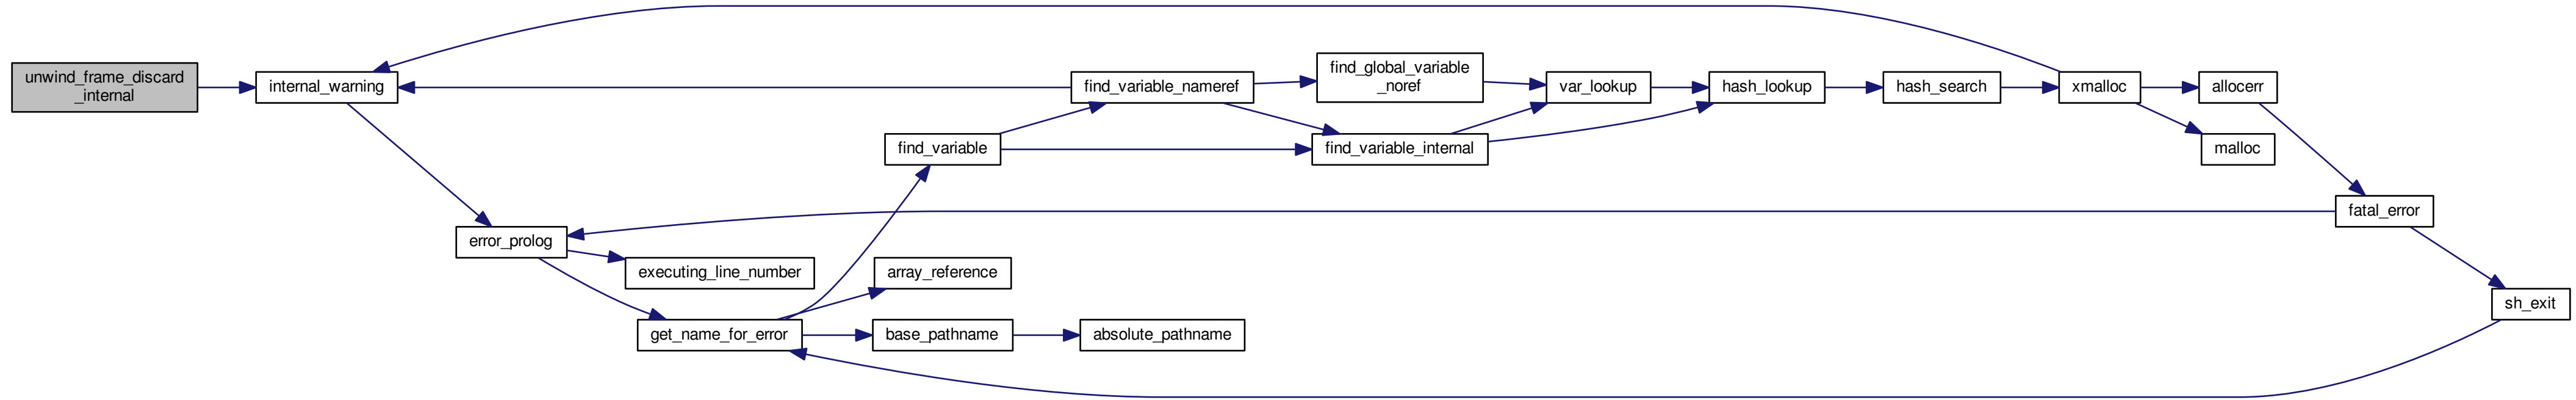 unwind_frame_discard
_internal
internal_warning
error_prolog
executing_line_number
get_name_for_error
find_variable
array_reference
base_pathname
absolute_pathname
find_variable_nameref
find_global_variable
_noref
find_variable_internal
var_lookup
hash_lookup
hash_search
xmalloc
allocerr
malloc
fatal_error
sh_exit